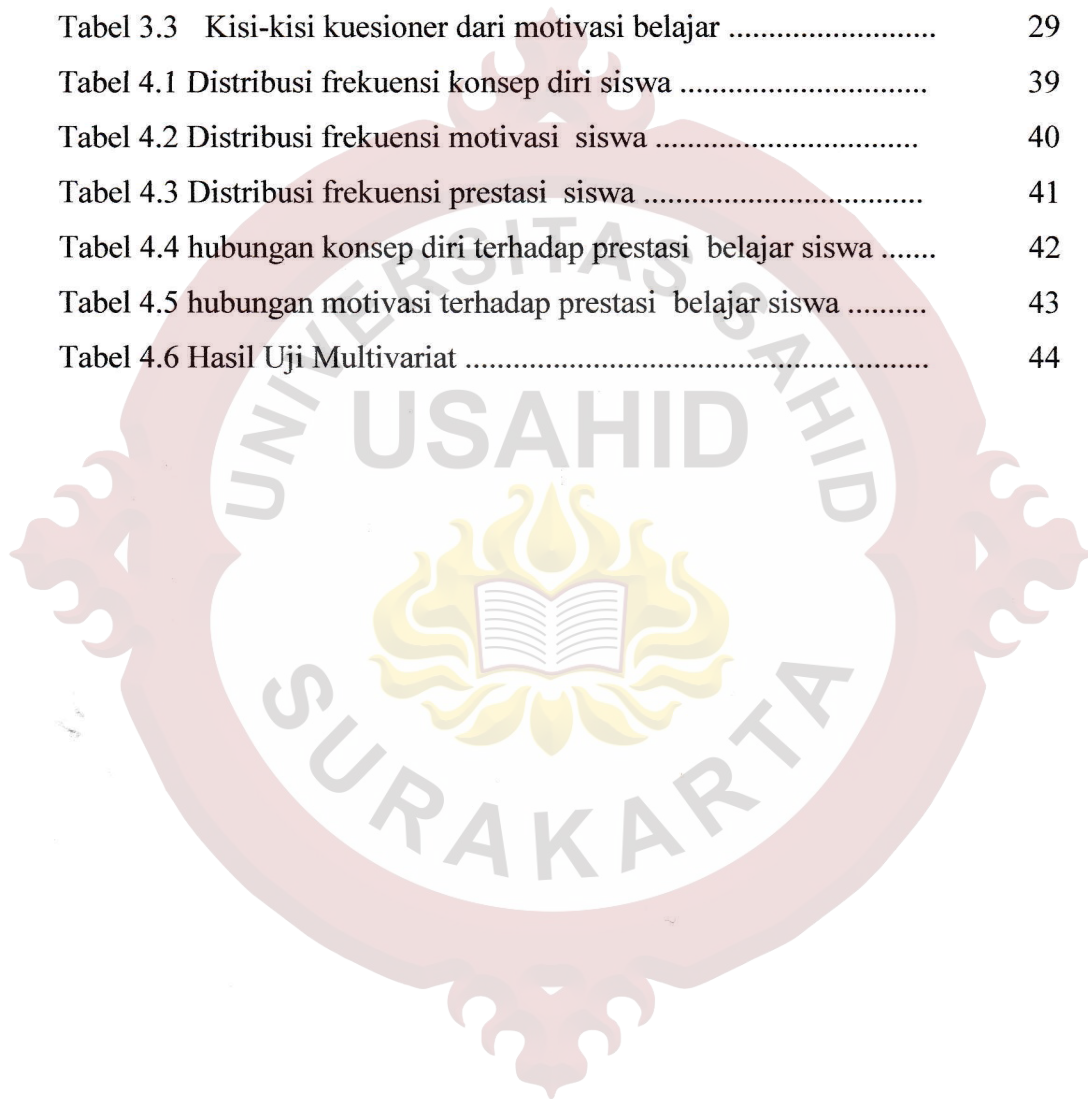 Tabel 3.3 Kisi-kisi kuesioner dari motivasi belajar ......................... 29
Tabel 4.1 Distribusi frekuensi konsep diri siswa .............................. 39
Tabel 4.2 Distribusi frekuensi motivasi siswa ................................ 40
Tabel 4.3 Distribusi frekuensi prestasi siswa .................................. 41
Tabel 4.4 hubungan konsep diri terhadap prestasi belajar siswa ....... 42
Tabel 4.5 hubungan motivasi terhadap prestasi belajar siswa .......... 43
Tabel 4.6 Hasil Uji Multivariat ......................................................... 44
UNIVERSITAS SAHID
USAHID
SURAKARTA